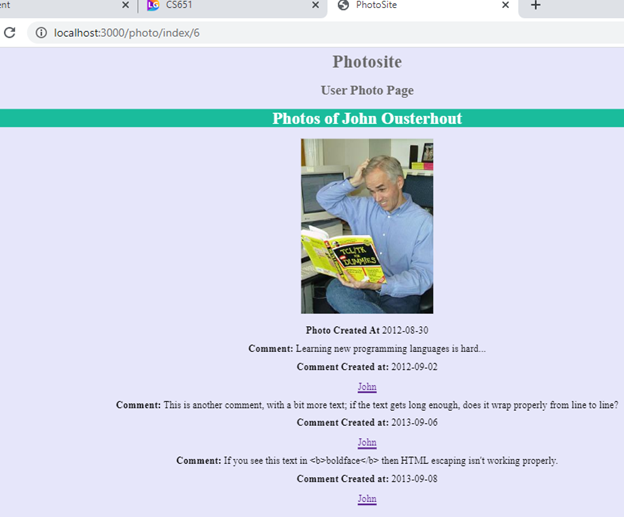 ent
CS651
PhotoSite
localhost:3000/photo/index/6
Photosite
User Photo Page
Photos of John Ousterhout
TCL/TK
FOR
DUMMIES
Photo Created At 2012-08-30
Comment: Learning new programming languages is hard...
Comment Created at: 2012-09-02
John
Comment: This is another comment, with a bit more text; if the text gets long enough, does it wrap properly from line to line?
Comment Created at: 2013-09-06
John
Comment: If you see this text in <b>boldface</b> then HTML escaping isn't working properly.
Comment Created at: 2013-09-08
John